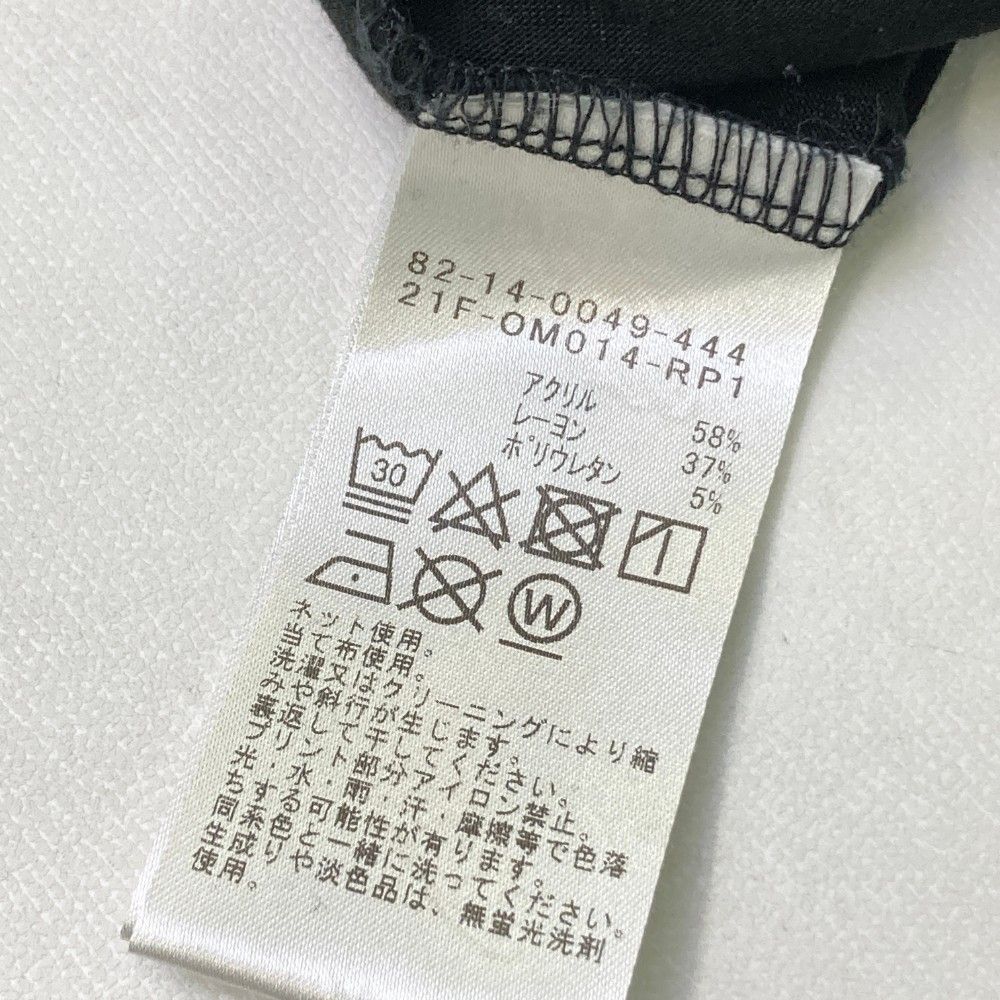 82-14-0049-444
21F-OM014-RP1
アクリル 58%
レーヨン 37%
ポリウレタン 5%
30
W
ネット使用。
当て布使用。
洗濯又はクリーニングにより縮
みや斜行が生じます。
裏返して干してください。
プリント部分アイロン禁止。
光・水・雨・汗・摩擦等で色落
ちする可能性が有ります。
同系色と一緒に洗ってください。
生成りや淡色品は、無蛍光洗剤
使用。